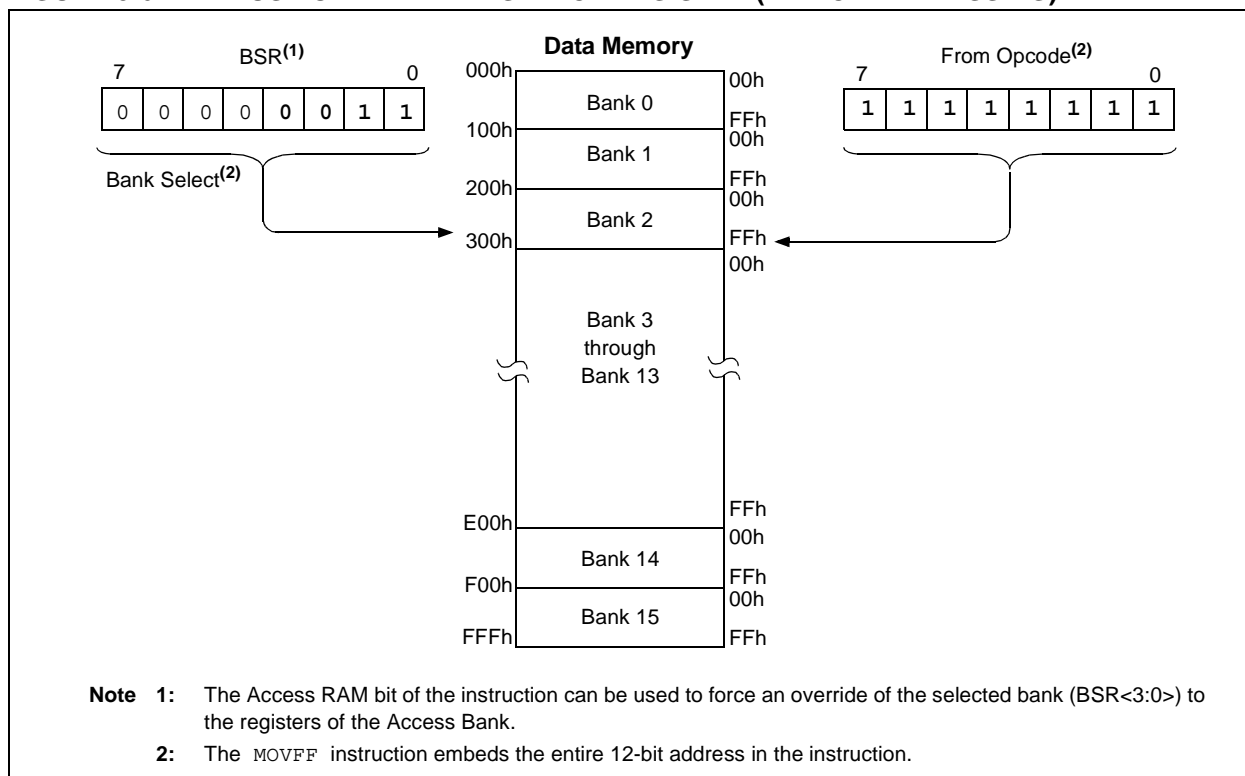 Data Memory
BSR(1)
7 0
0 0 0 0 0 0 1 1
Bank Select(2)
From Opcode(2)
7 0
1 1 1 1 1 1 1 1
000h 00h
Bank 0
FFh
100h 00h
Bank 1
FFh
200h 00h
Bank 2
FFh
300h 00h
Bank 3
through
Bank 13
FFh
E00h 00h
Bank 14
FFh
F00h 00h
Bank 15
FFFh FFh
Note 1: The Access RAM bit of the instruction can be used to force an override of the selected bank (BSR<3:0>) to
the registers of the Access Bank.
2: The MOVFF instruction embeds the entire 12-bit address in the instruction.